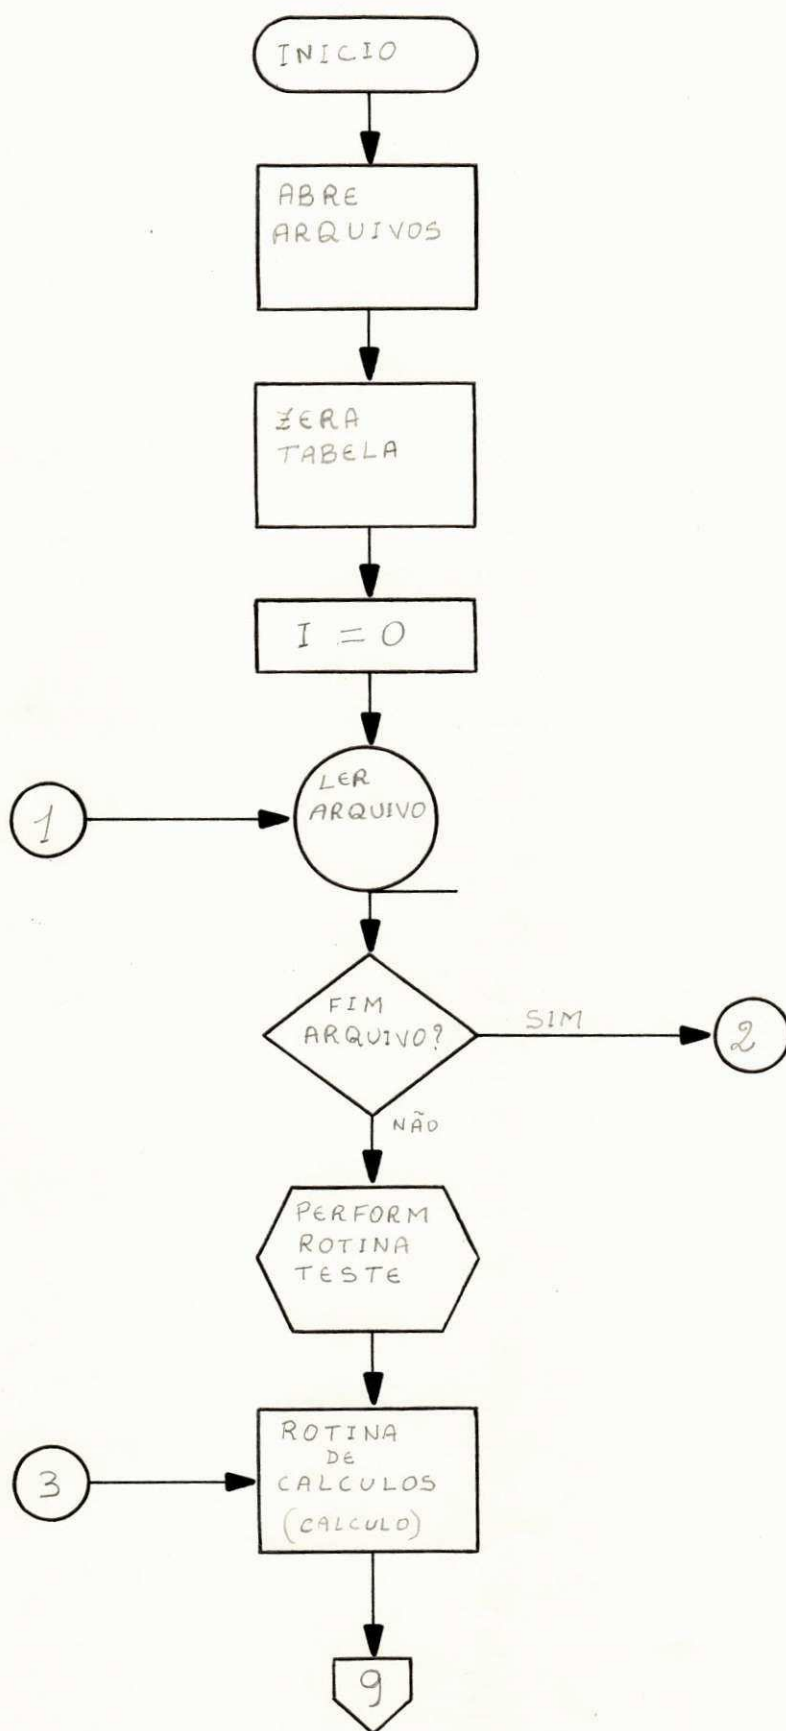 INICIO
ABRE
ARQUIVOS
ZERA
TABELA
I = 0
LER
ARQUIVO
1
FIM
ARQUIVO?
SIM
2
NÃO
PERFORM
ROTINA
TESTE
ROTINA
DE
CALCULOS
(CALCULO)
3
9